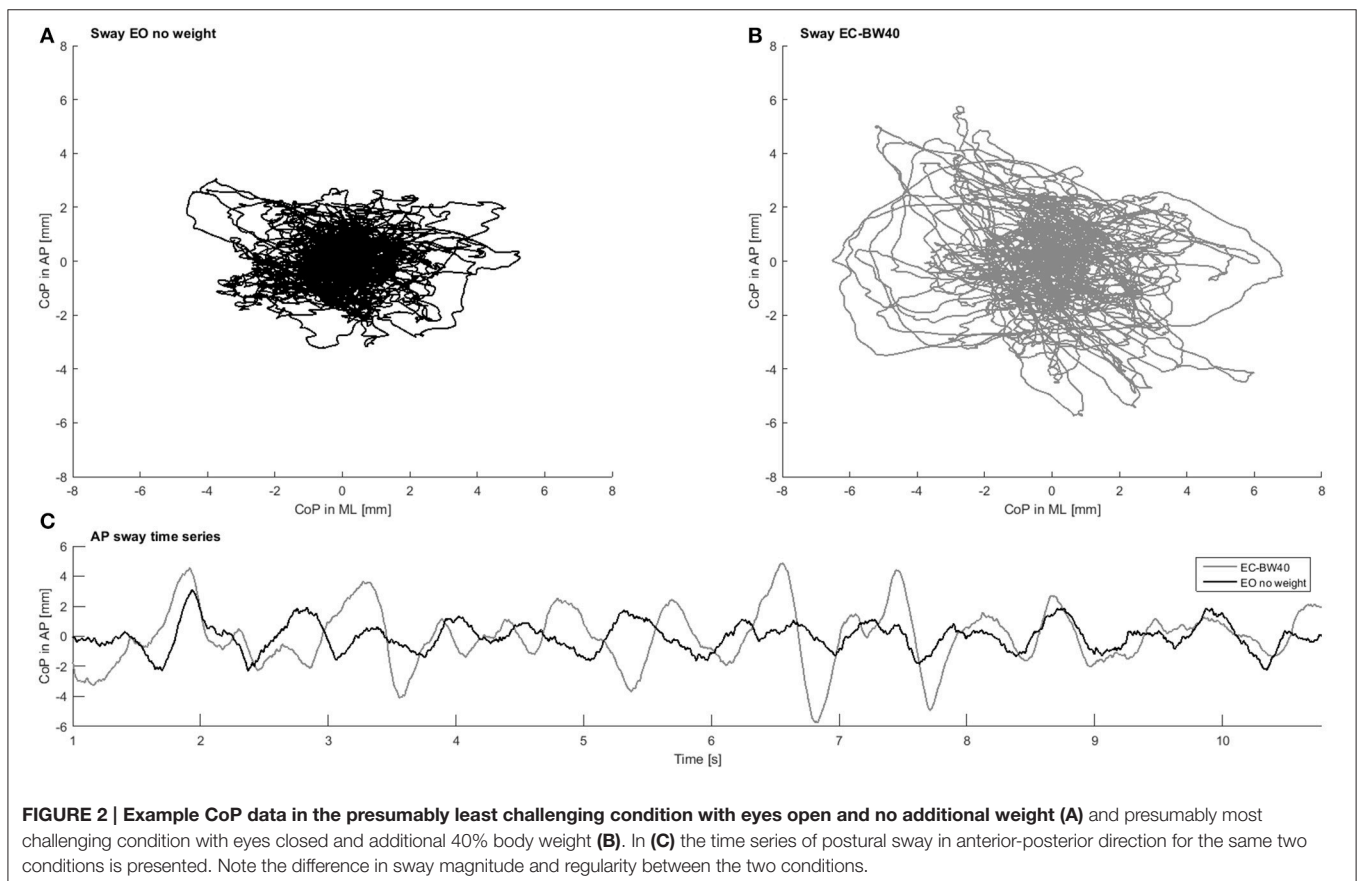 A
Sway EO no weight
8
6
4
2
0
-2
-4
-6
-8
CoP in AP [mm]
-8 -6 -4 -2 0 2 4 6 8
CoP in ML [mm]
B
Sway EC-BW40
8
6
4
2
0
-2
-4
-6
-8
CoP in AP [mm]
-8 -6 -4 -2 0 2 4 6 8
CoP in ML [mm]
C
AP sway time series
6
4
2
0
-2
-4
-6
CoP in AP [mm]
EC-BW40
EO no weight
1 2 3 4 5 6 7 8 9 10
Time [s]
FIGURE 2 | Example CoP data in the presumably least challenging condition with eyes open and no additional weight (A) and presumably most
challenging condition with eyes closed and additional 40% body weight (B). In (C) the time series of postural sway in anterior-posterior direction for the same two
conditions is presented. Note the difference in sway magnitude and regularity between the two conditions.